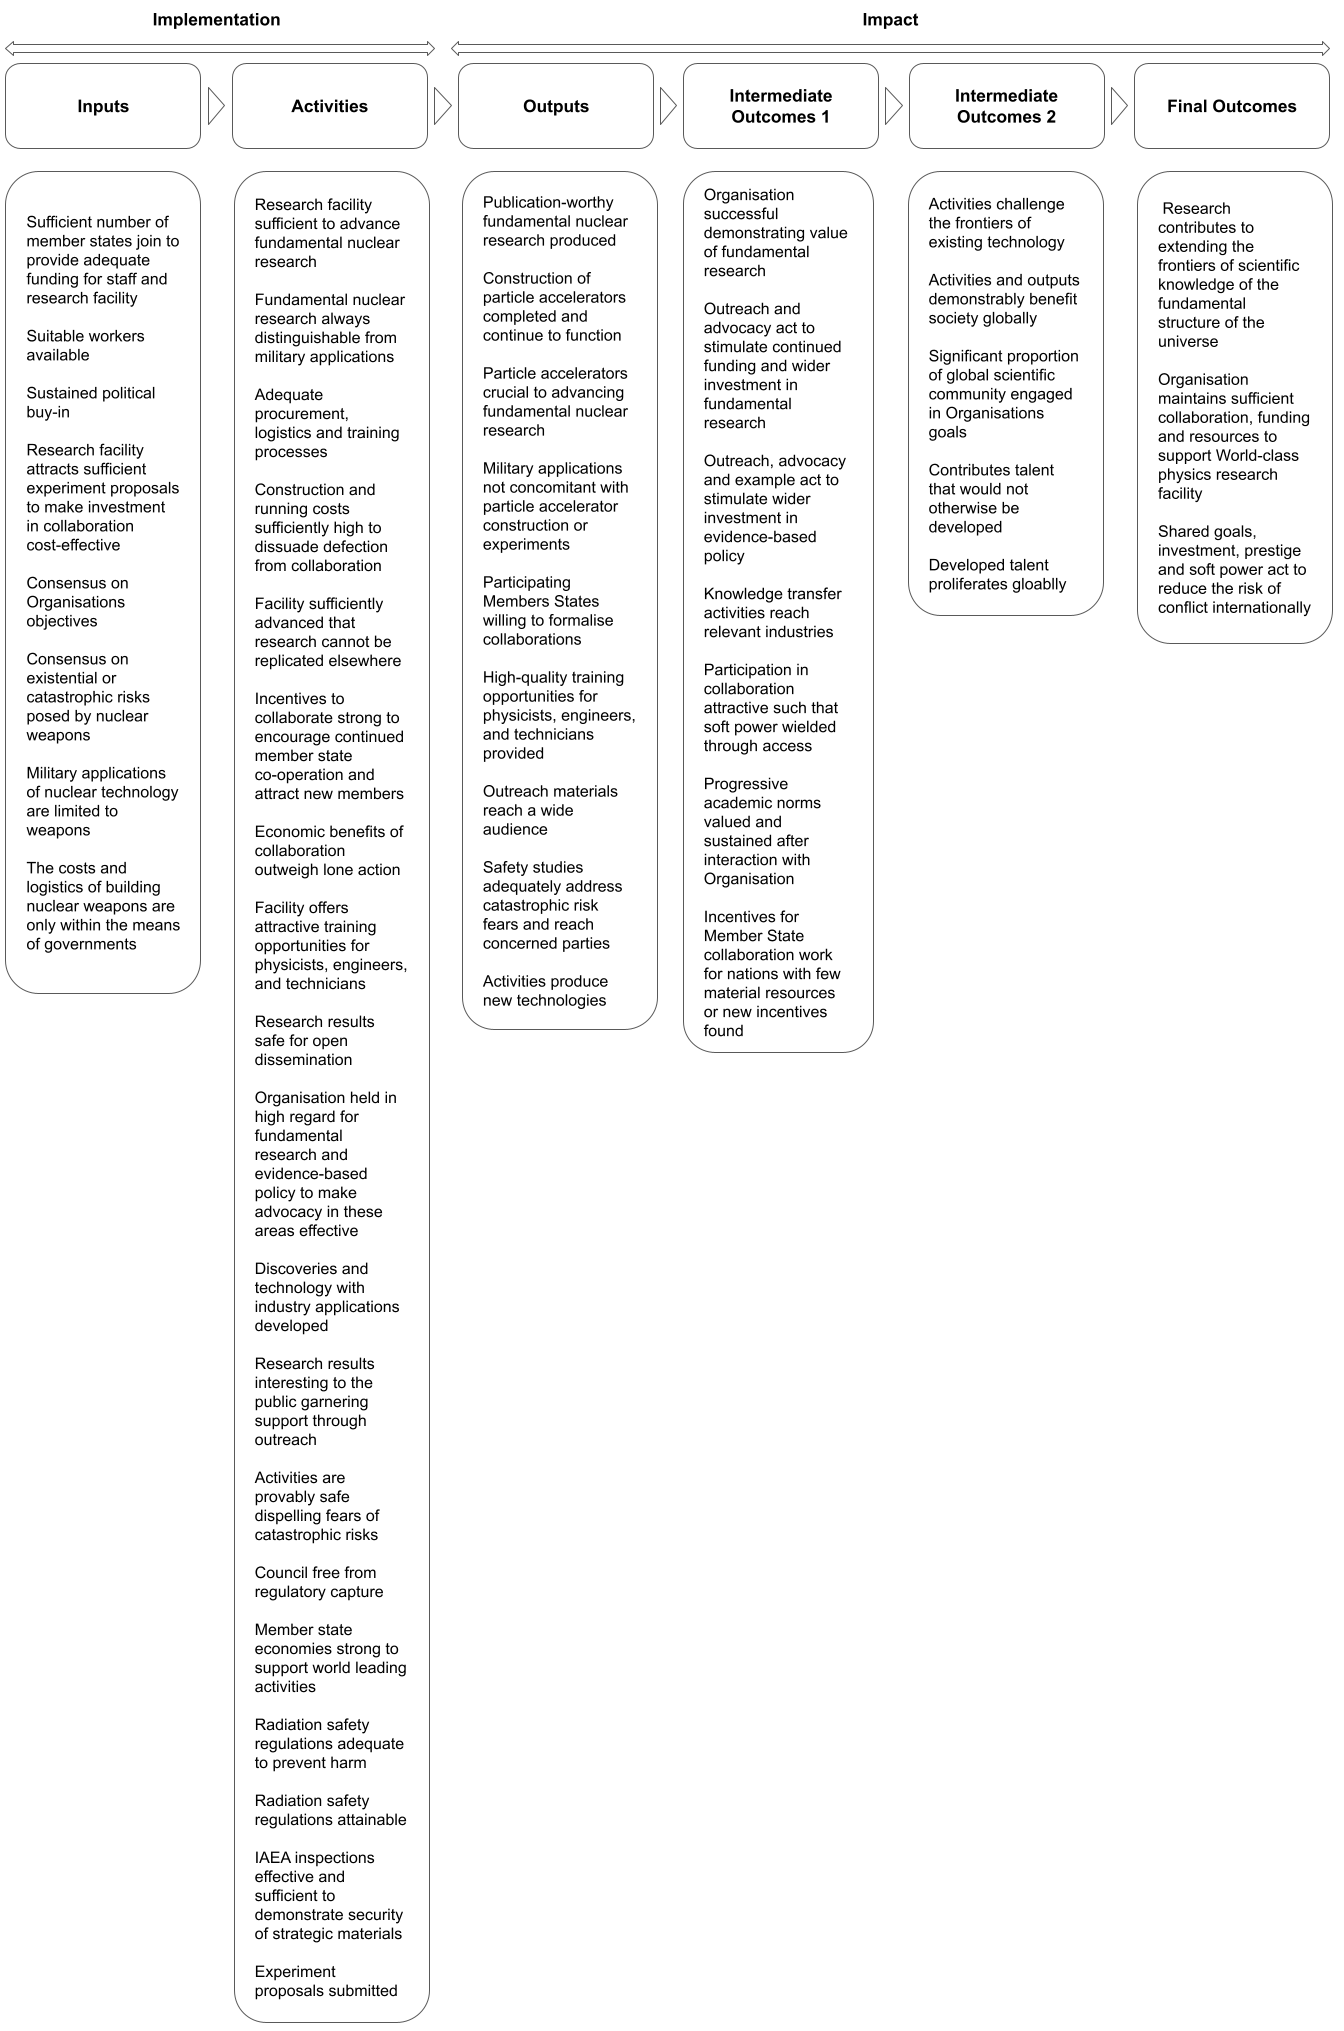 Implementation
Impact
Inputs
Activities
Outputs
Intermediate
Outcomes 1
Intermediate
Outcomes 2
Final Outcomes
Sufficient number of
member states join to
provide adequate
funding for staff and
research facility
Suitable workers
available
Sustained political
buy-in
Research facility
attracts sufficient
experiment proposals
to make investment
in collaboration
cost-effective
Consensus on
Organisations
objectives
Consensus on
existential or
catastrophic risks
posed by nuclear
weapons
Military applications
of nuclear technology
are limited to
weapons
The costs and
logistics of building
nuclear weapons are
only within the means
of governments
Research facility
sufficient to advance
fundamental nuclear
research
Fundamental nuclear
research always
distinguishable from
military applications
Adequate
procurement,
logistics and training
processes
Construction and
running costs
sufficiently high to
dissuade defection
from collaboration
Facility sufficiently
advanced that
research cannot be
replicated elsewhere
Incentives to
collaborate strong to
encourage continued
member state
co-operation and
attract new members
Economic benefits of
collaboration
outweigh lone action
Facility offers
attractive training
opportunities for
physicists, engineers,
and technicians
Research results
safe for open
dissemination
Organisation held in
high regard for
fundamental
research and
evidence-based
policy to make
advocacy in these
areas effective
Discoveries and
technology with
industry applications
developed
Research results
interesting to the
public garnering
support through
outreach
Activities are
provably safe
dispelling fears of
catastrophic risks
Council free from
regulatory capture
Member state
economies strong to
support world leading
activities
Radiation safety
regulations adequate
to prevent harm
Radiation safety
regulations attainable
IAEA inspections
effective and
sufficient to
demonstrate security
of strategic materials
Experiment
proposals submitted
Publication-worthy
fundamental nuclear
research produced
Construction of
particle accelerators
completed and
continue to function
Particle accelerators
crucial to advancing
fundamental nuclear
research
Military applications
not concomitant with
particle accelerator
construction or
experiments
Participating
Members States
willing to formalise
collaborations
High-quality training
opportunities for
physicists, engineers,
and technicians
provided
Outreach materials
reach a wide
audience
Safety studies
adequately address
catastrophic risk
fears and reach
concerned parties
Activities produce
new technologies
Organisation
successful
demonstrating value
of fundamental
research
Outreach and
advocacy act to
stimulate continued
funding and wider
investment in
fundamental
research
Outreach, advocacy
and example act to
stimulate wider
investment in
evidence-based
policy
Knowledge transfer
activities reach
relevant industries
Participation in
collaboration
attractive such that
soft power wielded
through access
Progressive
academic norms
valued and
sustained after
interaction with
Organisation
Incentives for
Member State
collaboration work
for nations with few
material resources
or new incentives
found
Activities challenge
the frontiers of
existing technology
Activities and outputs
demonstrably benefit
society globally
Significant proportion
of global scientific
community engaged
in Organisations
goals
Contributes talent
that would not
otherwise be
developed
Developed talent
proliferates gloablly
Research
contributes to
extending the
frontiers of scientific
knowledge of the
fundamental
structure of the
universe
Organisation
maintains sufficient
collaboration, funding
and resources to
support World-class
physics research
facility
Shared goals,
investment, prestige
and soft power act to
reduce the risk of
conflict internationally